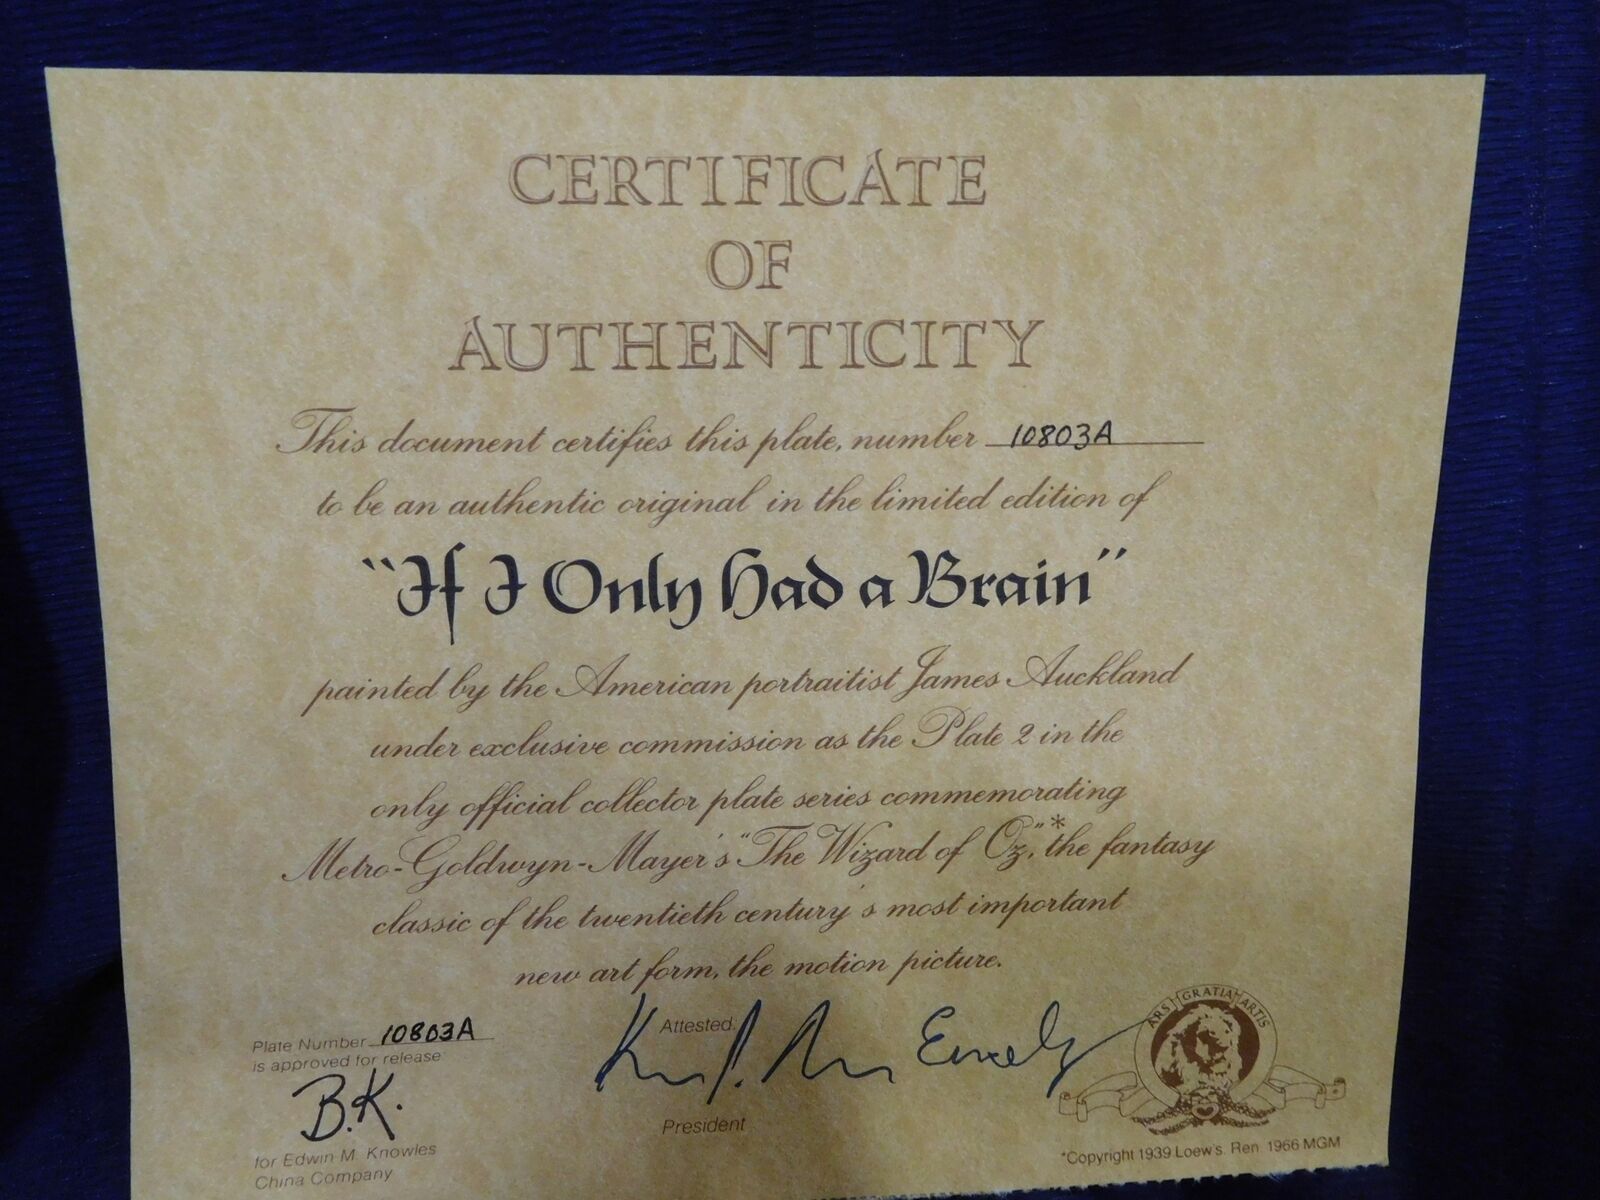 CERTIFICATE
OF
AUTHENTICITY
This document certifies this plate, number 10803A
to be an authentic original in the limited edition of
"If I Only Had a Brain"
painted by the American portraitist James Auckland
under exclusive commission as the Plate 2 in the
only official collector plate series commemorating
Metro-Goldwyn-Mayer's "The Wizard of Oz,"* the fantasy
classic of the twentieth century's most important
new art form, the motion picture.
ARS GRATIA ARTIS
Attested:
Plate Number 10803A
is approved for release
B.K.
President
for Edwin M. Knowles
China Company
*Copyright 1939 Loew's. Ren. 1966 MGM